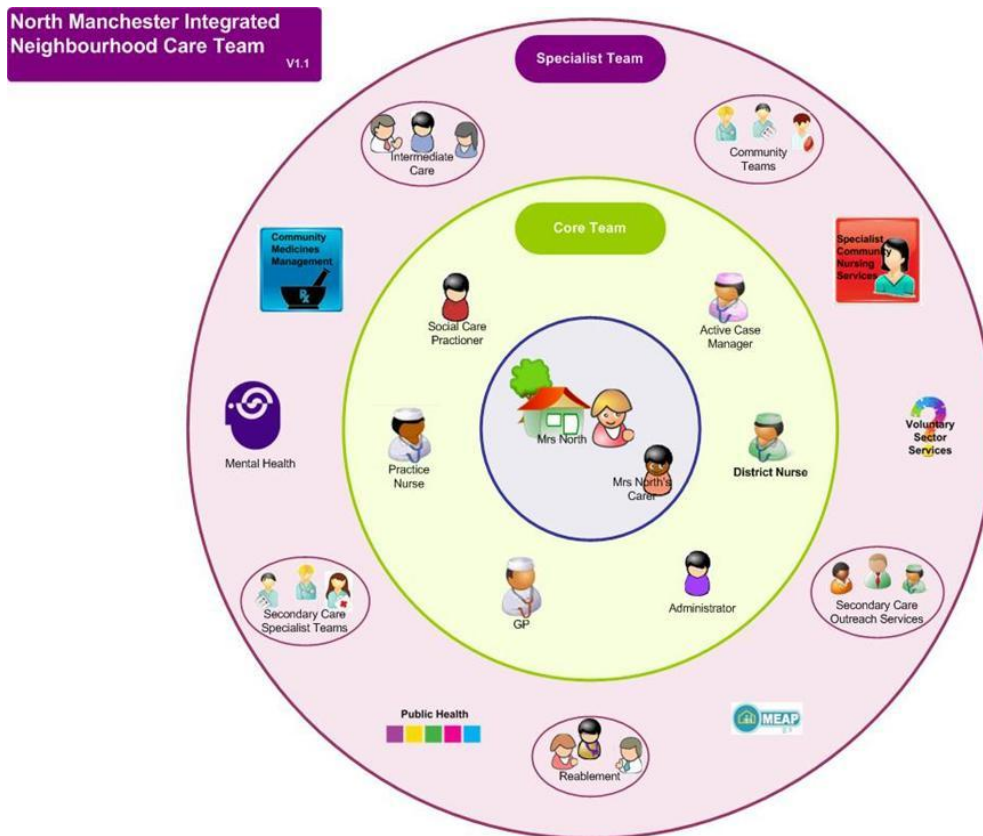 North Manchester Integrated
Neighbourhood Care Team
V1.1
Specialist Team
Intermediate
Care
Community
Teams
Core Team
Community
Medicines
Management
Specialist
Community
Nursing
Services
Social Care
Practioner
Active Case
Manager
Mrs North
Mental Health
Practice
Nurse
Mrs North's
Carer
District Nurse
Voluntary
Sector
Services
Secondary Care
Specialist Teams
GP
Administrator
Secondary Care
Outreach Services
Public Health
MEAP
Reablement